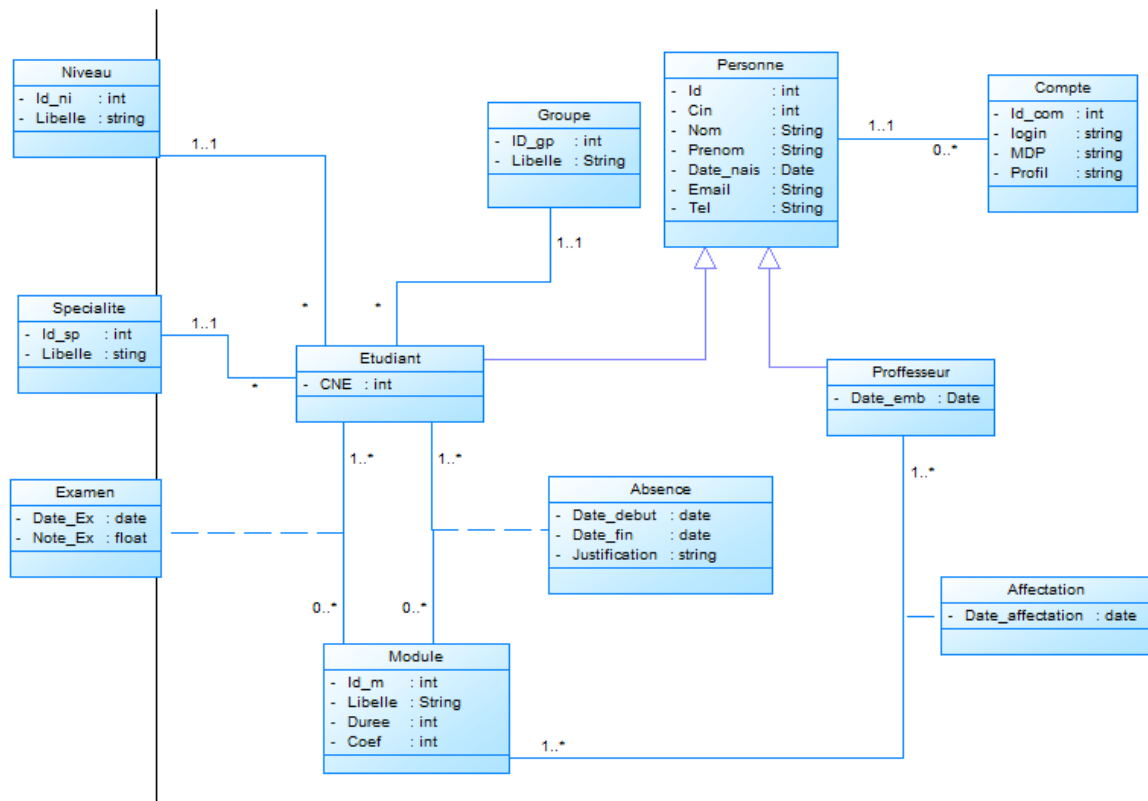 Niveau
- Id_ni : int
- Libelle : string
1..1
*
Groupe
- ID_gp : int
- Libelle : String
1..1
*
Personne
- Id : int
- Cin : int
- Nom : String
- Prenom : String
- Date_nais : Date
- Email : String
- Tel : String
1..1
0..*
Compte
- Id_com : int
- login : string
- MDP : string
- Profil : string
Specialite
- Id_sp : int
- Libelle : sting
1..1
*
Etudiant
- CNE : int
Proffesseur
- Date_emb : Date
1..*
1..*
1..*
Examen
- Date_Ex : date
- Note_Ex : float
Absence
- Date_debut : date
- Date_fin : date
- Justification : string
Affectation
- Date_affectation : date
0..*
0..*
Module
- Id_m : int
- Libelle : String
- Duree : int
- Coef : int
1..*